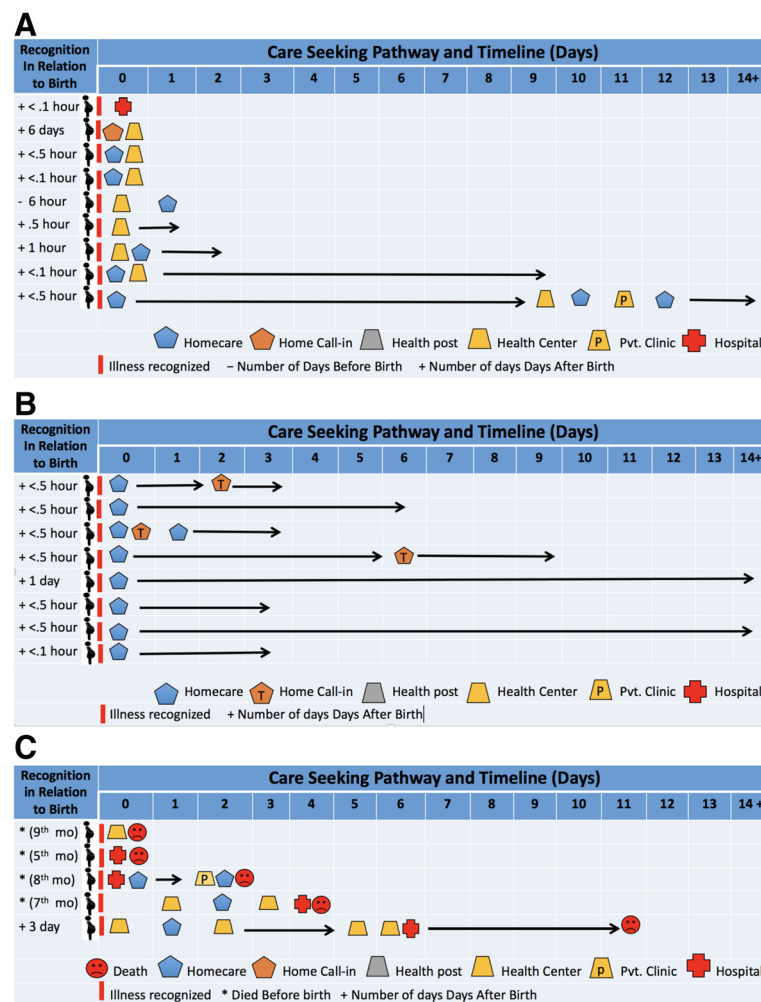 A
Recognition In Relation to Birth
Care Seeking Pathway and Timeline (Days)
0 1 2 3 4 5 6 7 8 9 10 11 12 13 14+
+ < .1 hour
+ 6 days
+ <.5 hour
+ <.1 hour
- 6 hour
+ .5 hour
+ 1 hour
+ <.1 hour
+ <.5 hour
P
Homecare Home Call-in Health post Health Center P Pvt. Clinic Hospital
Illness recognized – Number of Days Before Birth + Number of days Days After Birth
B
Recognition In Relation to Birth
Care Seeking Pathway and Timeline (Days)
0 1 2 3 4 5 6 7 8 9 10 11 12 13 14+
+ <.5 hour T
+ <.5 hour
+ <.5 hour T
+ <.5 hour T
+ 1 day
+ <.5 hour
+ <.5 hour
+ <.1 hour
Homecare T Home Call-in Health post Health Center P Pvt. Clinic Hospital
Illness recognized + Number of days Days After Birth
C
Recognition in Relation to Birth
Care Seeking Pathway and Timeline (Days)
0 1 2 3 4 5 6 7 8 9 10 11 12 13 14 +
* (9th mo)
* (5th mo)
* (8th mo) P
* (7th mo)
+ 3 day
Death Homecare Home Call-in Health post Health Center p Pvt. Clinic Hospital
Illness recognized * Died Before birth + Number of days Days After Birth